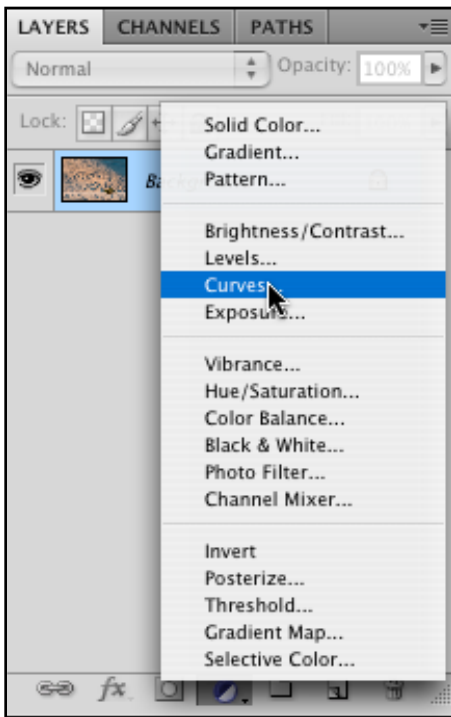 LAYERS CHANNELS PATHS
Normal Opacity: 100%
Lock:
Solid Color...
Gradient...
Pattern...
Brightness/Contrast...
Levels...
Curves...
Exposure...
Vibrance...
Hue/Saturation...
Color Balance...
Black & White...
Photo Filter...
Channel Mixer...
Invert
Posterize...
Threshold...
Gradient Map...
Selective Color...
fx